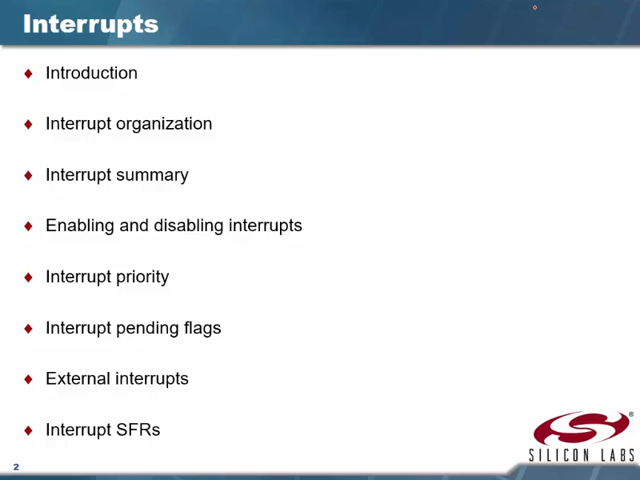 Interrupts
♦ Introduction
♦ Interrupt organization
♦ Interrupt summary
♦ Enabling and disabling interrupts
♦ Interrupt priority
♦ Interrupt pending flags
♦ External interrupts
♦ Interrupt SFRs
®
SILICON LABS
2